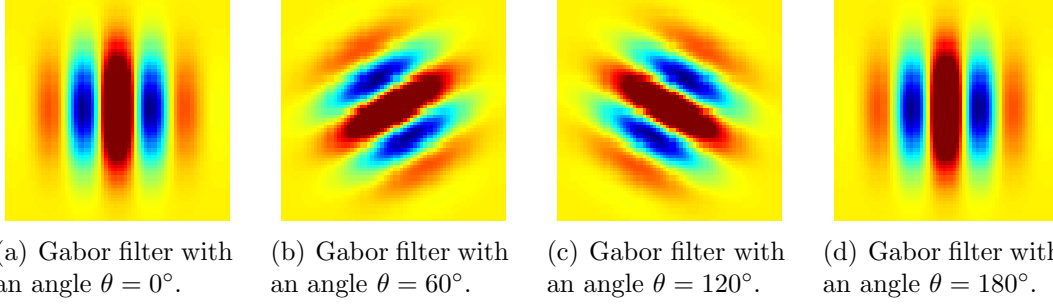 (a) Gabor filter with
an angle θ = 0°.
(b) Gabor filter with
an angle θ = 60°.
(c) Gabor filter with
an angle θ = 120°.
(d) Gabor filter with
an angle θ = 180°.